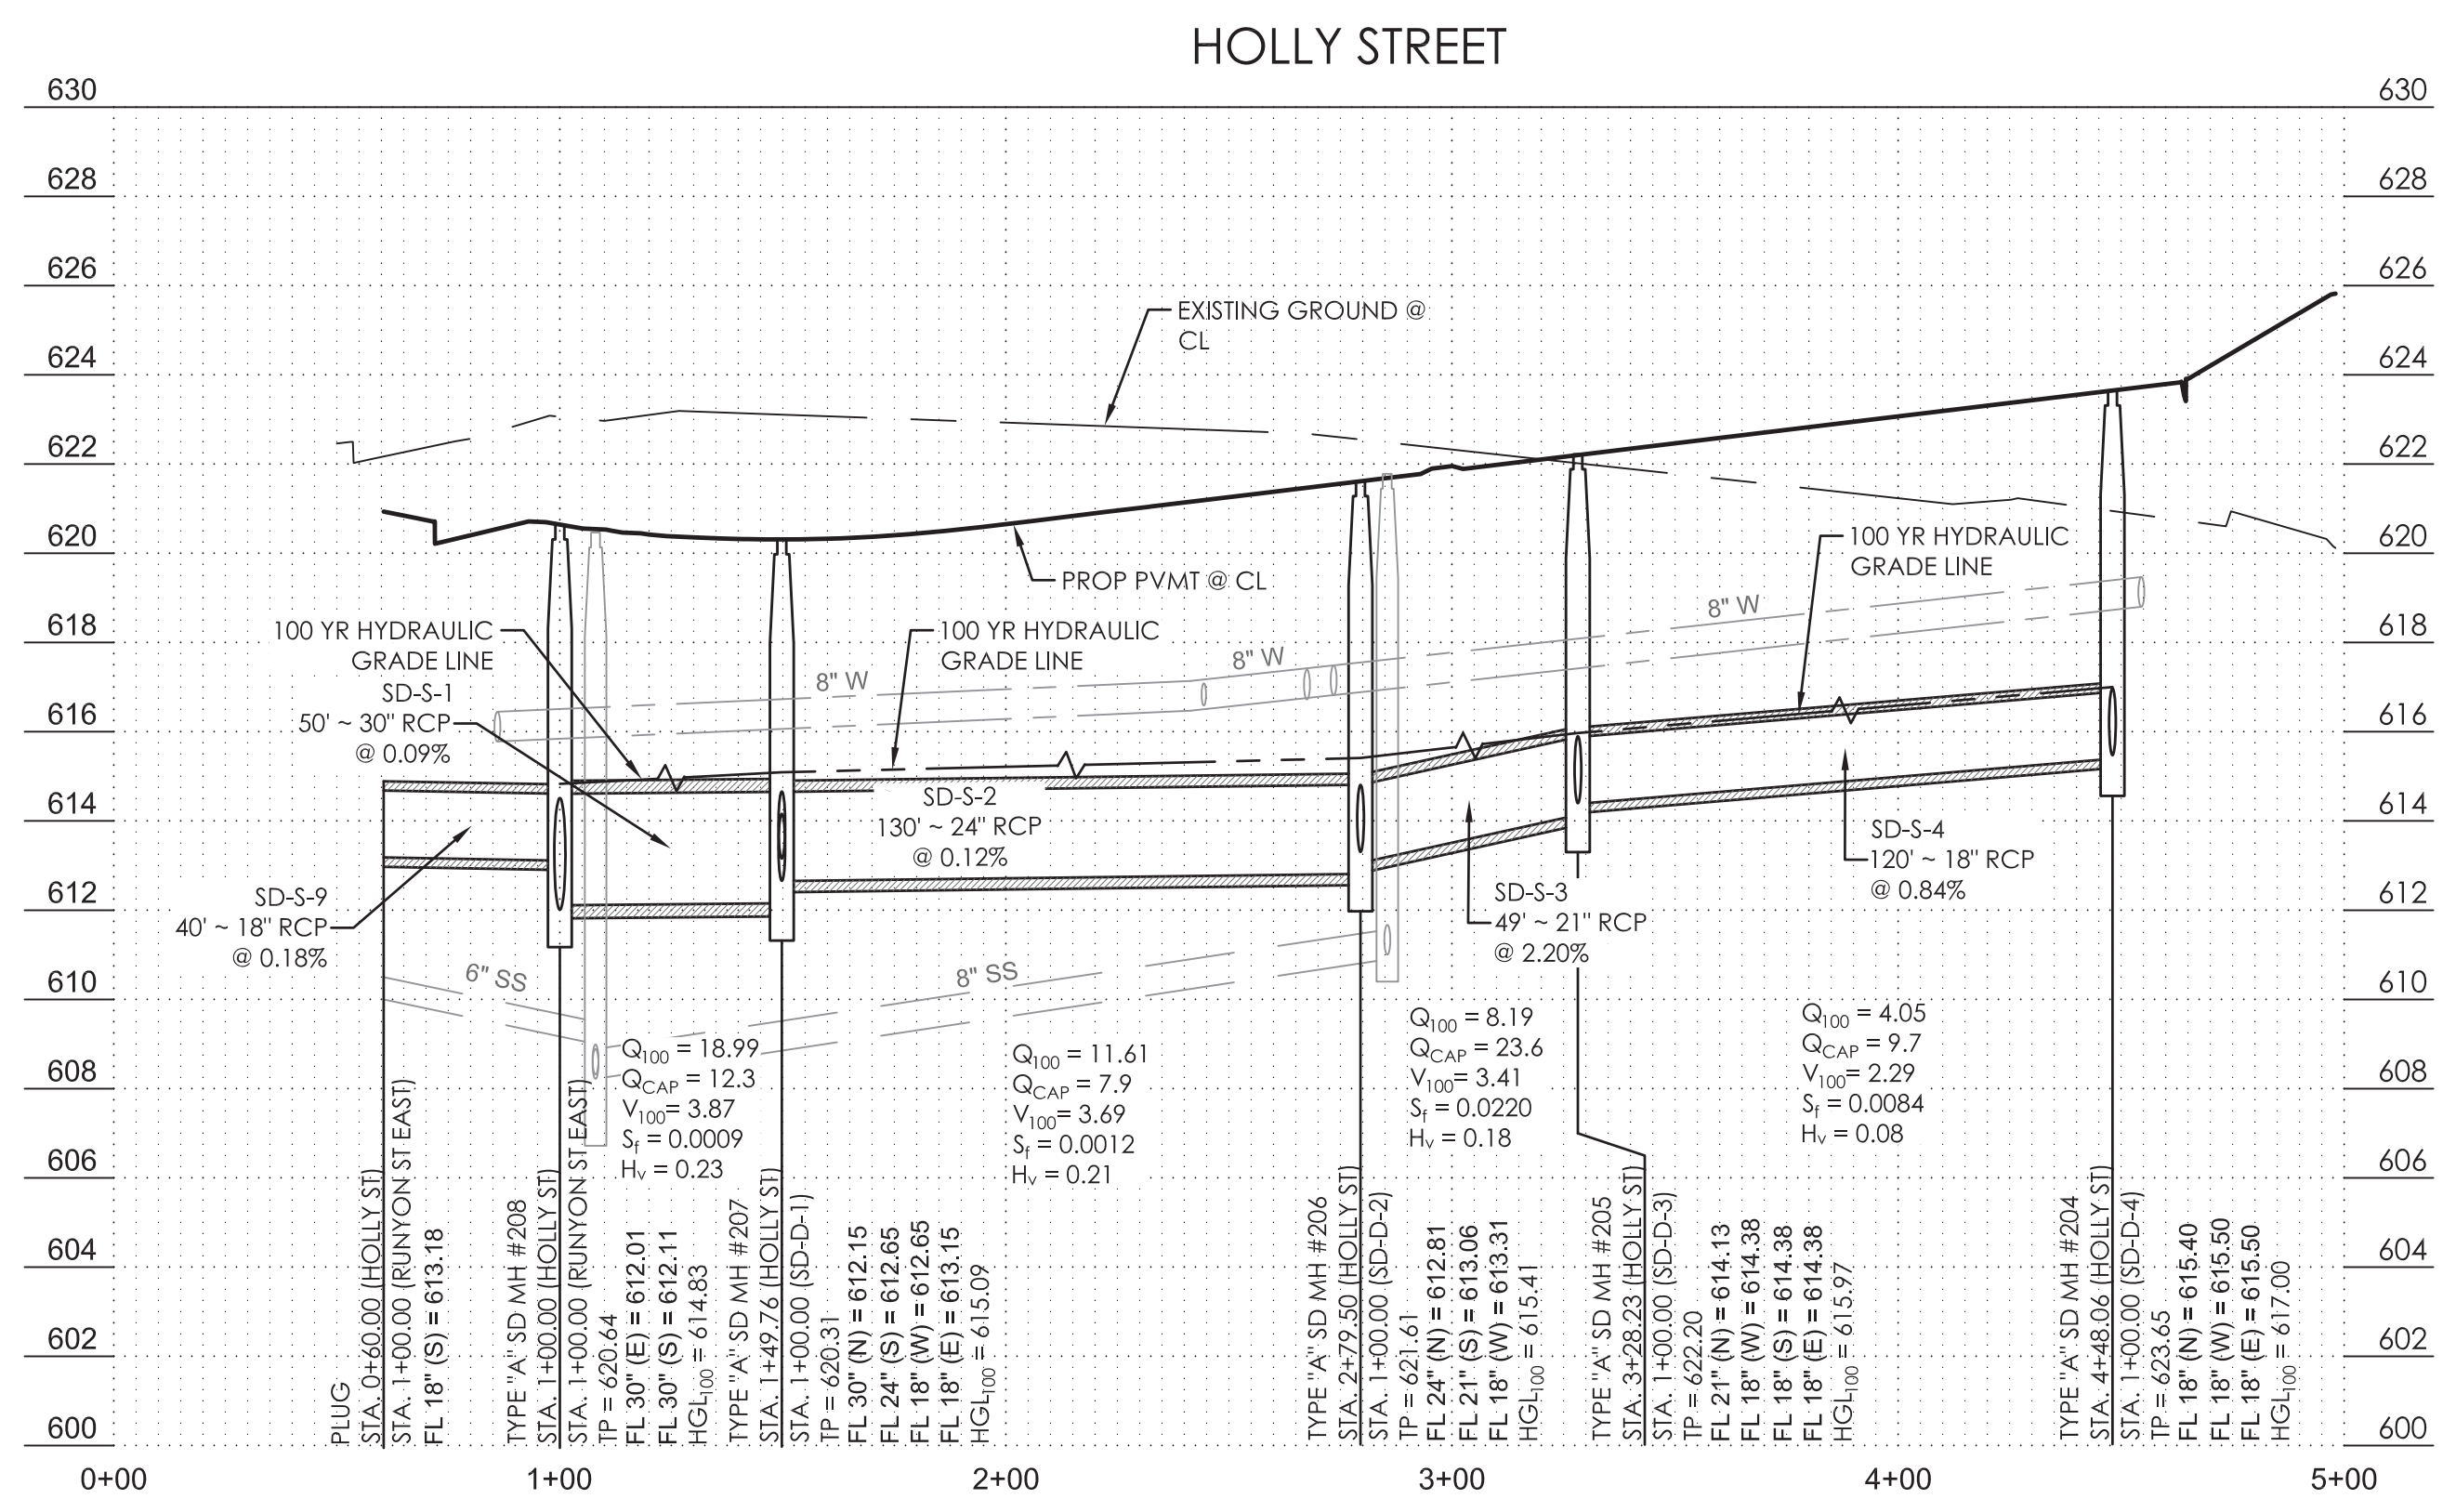 HOLLY STREET
630
630
628
628
626
626
EXISTING GROUND @
CL
624
624
622
622
620
620
100 YR HYDRAULIC
GRADE LINE
PROP PVMT @ CL
8" W
618
618
100 YR HYDRAULIC
GRADE LINE
100 YR HYDRAULIC
GRADE LINE
8" W
8" W
SD-S-1
50' ~ 30" RCP
@ 0.09%
616
616
614
614
SD-S-2
130' ~ 24" RCP
@ 0.12%
SD-S-4
120' ~ 18" RCP
@ 0.84%
SD-S-9
40' ~ 18" RCP
@ 0.18%
SD-S-3
49' ~ 21" RCP
@ 2.20%
612
612
610
610
6" SS
8" SS
608
608
Q100 = 18.99
QCAP = 12.3
V100= 3.87
Sf = 0.0009
Hv = 0.23
Q100 = 11.61
QCAP = 7.9
V100= 3.69
Sf = 0.0012
Hv = 0.21
Q100 = 8.19
QCAP = 23.6
V100= 3.41
Sf = 0.0220
Hv = 0.18
Q100 = 4.05
QCAP = 9.7
V100= 2.29
Sf = 0.0084
Hv = 0.08
606
606
604
604
602
602
600
600
PLUG
STA. 0+60.00 (HOLLY ST)
STA. 1+00.00 (RUNYON ST EAST)
FL 18" (S) = 613.18
TYPE "A" SD MH #208
STA. 1+00.00 (HOLLY ST)
STA. 1+00.00 (RUNYON ST EAST)
TP = 620.64
FL 30" (E) = 612.01
FL 30" (S) = 612.11
HGL100 = 614.83
TYPE "A" SD MH #207
STA. 1+49.76 (HOLLY ST)
STA. 1+00.00 (SD-D-1)
TP = 620.31
FL 30" (N) = 612.15
FL 24" (S) = 612.65
FL 18" (W) = 612.65
FL 18" (E) = 613.15
HGL100 = 615.09
TYPE "A" SD MH #206
STA. 2+79.50 (HOLLY ST)
STA. 1+00.00 (SD-D-2)
TP = 621.61
FL 24" (N) = 612.81
FL 21" (S) = 613.06
FL 18" (W) = 613.31
HGL100 = 615.41
TYPE "A" SD MH #205
STA. 3+28.23 (HOLLY ST)
STA. 1+00.00 (SD-D-3)
TP = 622.20
FL 21" (N) = 614.13
FL 18" (W) = 614.38
FL 18" (S) = 614.38
FL 18" (E) = 614.38
HGL100 = 615.97
TYPE "A" SD MH #204
STA. 4+48.06 (HOLLY ST)
STA. 1+00.00 (SD-D-4)
TP = 623.65
FL 18" (N) = 615.40
FL 18" (W) = 615.50
FL 18" (E) = 615.50
HGL100 = 617.00
0+00
1+00
2+00
3+00
4+00
5+00